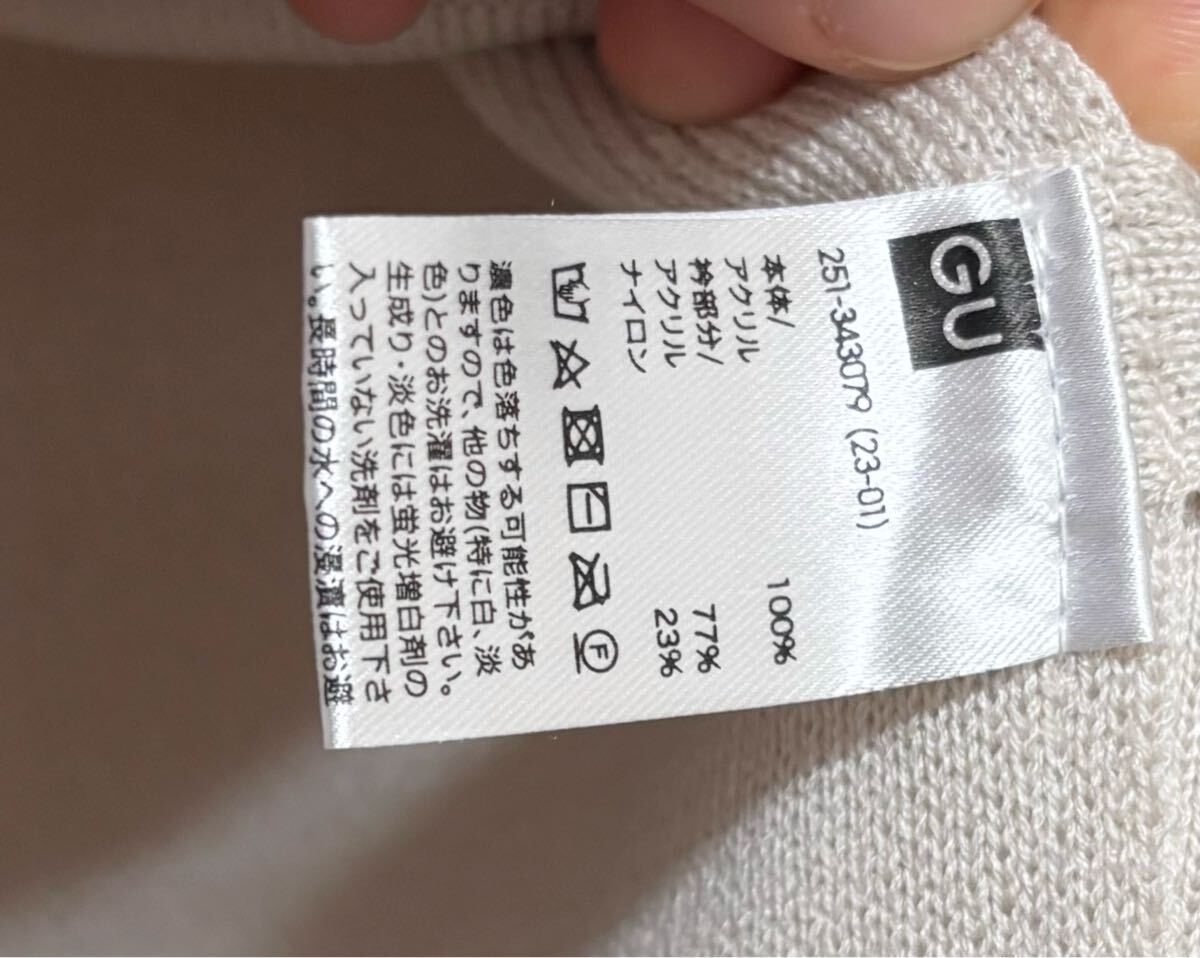 GU
251-343079 (23-01)
本体/
アクリル 100%
衿部分/
アクリル 77%
ナイロン 23%
F
濃色は色落ちする可能性があ
りますので、他の物(特に白、淡
色)とのお洗濯はお避け下さい。
生成り・淡色には蛍光増白剤の
入っていない洗剤をご使用下さ
い。長時間の水への浸漬はお避